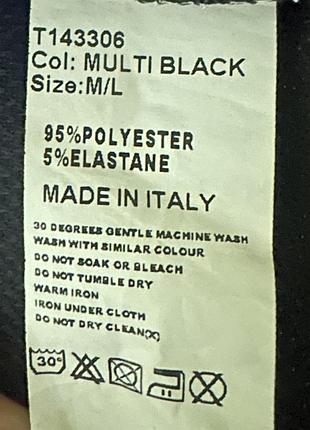 T143306
Col: MULTI BLACK
Size:M/L
95%POLYESTER
5%ELASTANE
MADE IN ITALY
30 DEGREES GENTLE MACHINE WASH
WASH WITH SIMILAR COLOUR
DO NOT SOAK OR BLEACH
DO NOT TUMBLE DRY
WARM IRON
IRON UNDER CLOTH
DO NOT DRY CLEAN(X)
30°